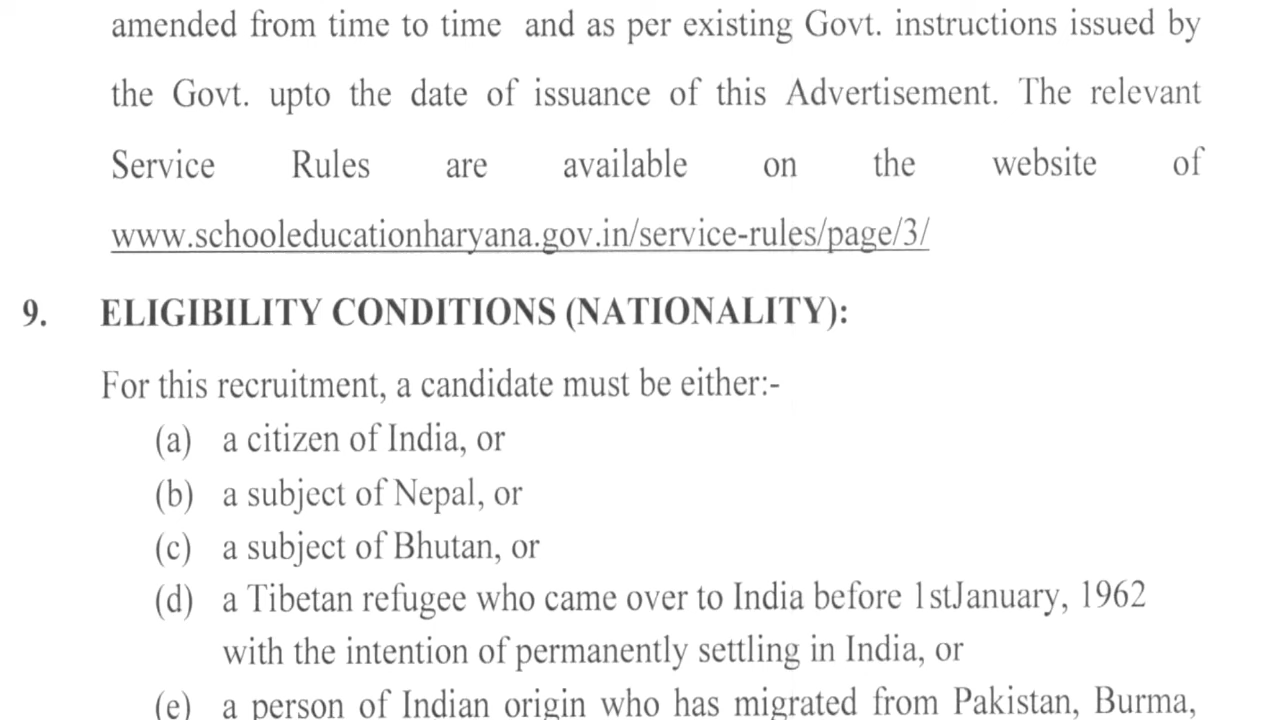 amended from time to time and as per existing Govt. instructions issued by
the Govt. upto the date of issuance of this Advertisement. The relevant
Service Rules are available on the website of
www.schooleducationharyana.gov.in/service-rules/page/3/
9. ELIGIBILITY CONDITIONS (NATIONALITY):
For this recruitment, a candidate must be either:-
(a) a citizen of India, or
(b) a subject of Nepal, or
(c) a subject of Bhutan, or
(d) a Tibetan refugee who came over to India before 1stJanuary, 1962
with the intention of permanently settling in India, or
(e) a person of Indian origin who has migrated from Pakistan, Burma,